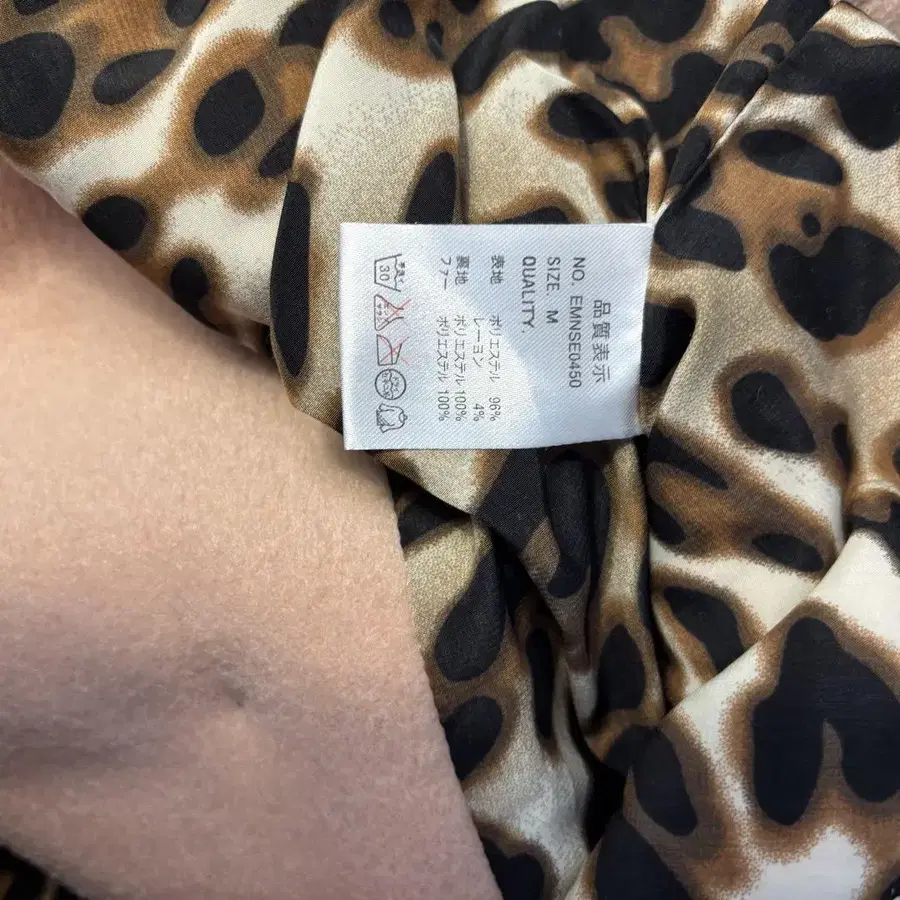 品質表示
NO. EMNSE0450
SIZE. M
QUALITY.
表地 ポリエステル 96%
レーヨン 4%
裏地 ポリエステル 100%
ファー ポリエステル 100%
30